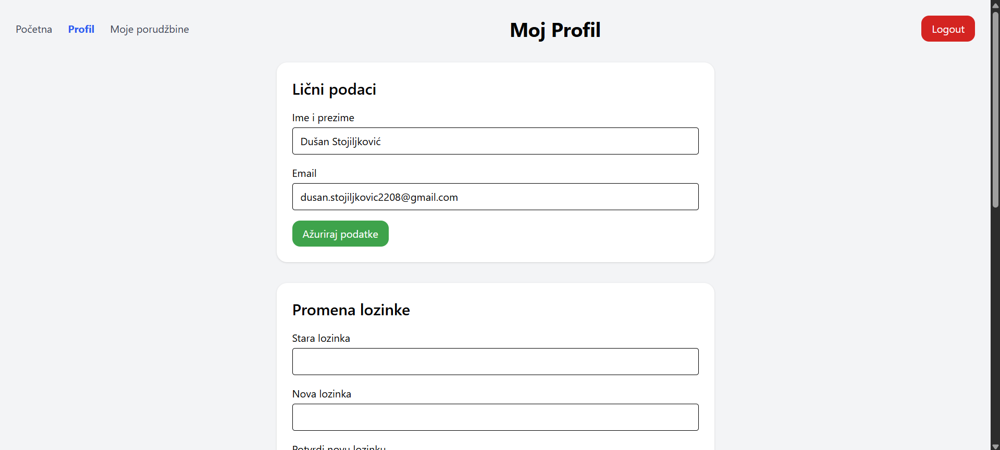 Početna Profil Moje porudžbine Moj Profil Logout
Lični podaci
Ime i prezime
Dušan Stojiljković
Email
dusan.stojiljkovic2208@gmail.com
Ažuriraj podatke
Promena lozinke
Stara lozinka
Nova lozinka
Potvrdi novu lozinku